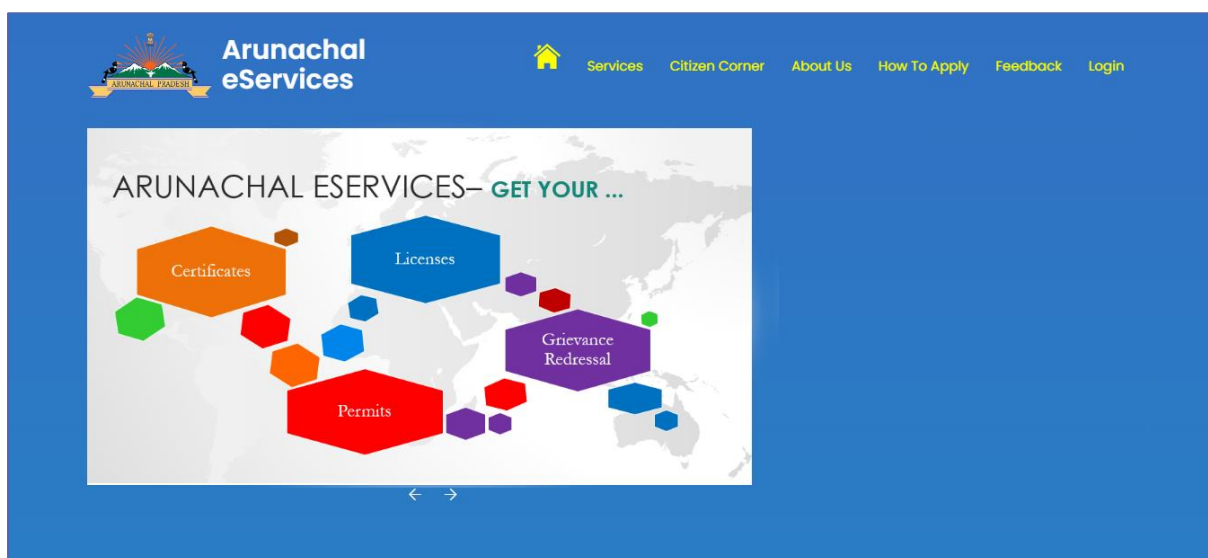 Arunachal
eServices
ARUNACHAL PRADESH
Services Citizen Corner About Us How To Apply Feedback Login
ARUNACHAL ESERVICES– GET YOUR ...
Certificates
Licenses
Grievance
Redressal
Permits